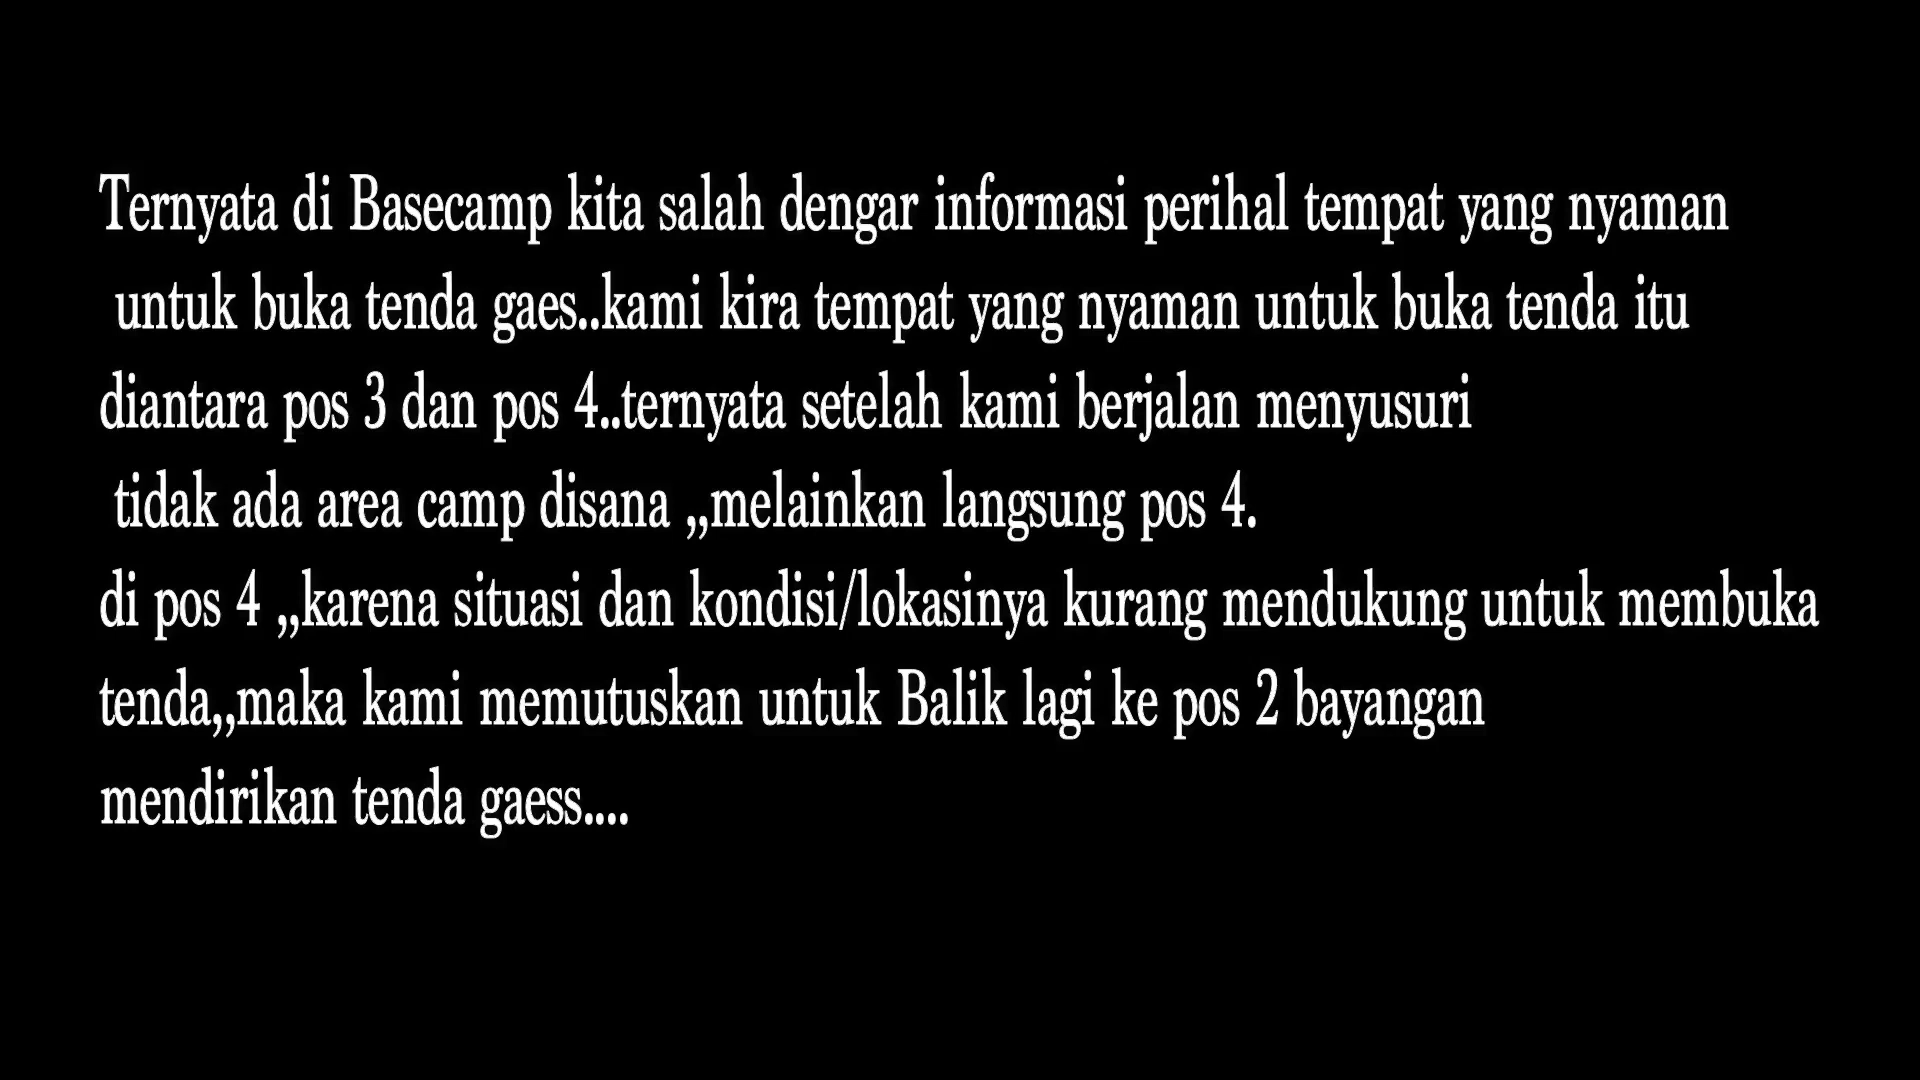 Ternyata di Basecamp kita salah dengar informasi perihal tempat yang nyaman
untuk buka tenda gaes..kami kira tempat yang nyaman untuk buka tenda itu
diantara pos 3 dan pos 4..ternyata setelah kami berjalan menyusuri
tidak ada area camp disana ,,melainkan langsung pos 4.
di pos 4 ,,karena situasi dan kondisi/lokasinya kurang mendukung untuk membuka
tenda,,maka kami memutuskan untuk Balik lagi ke pos 2 bayangan
mendirikan tenda gaess....